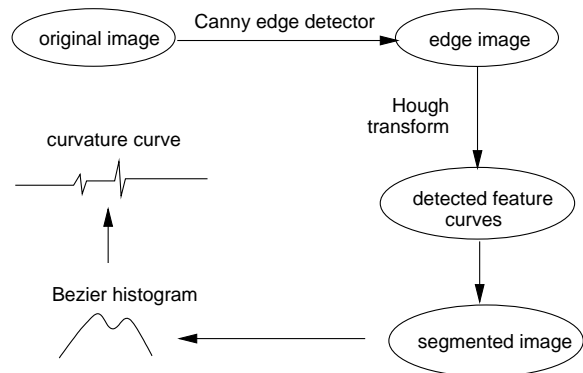 original image
Canny edge detector
edge image
Hough
transform
detected feature
curves
segmented image
Bezier histogram
curvature curve